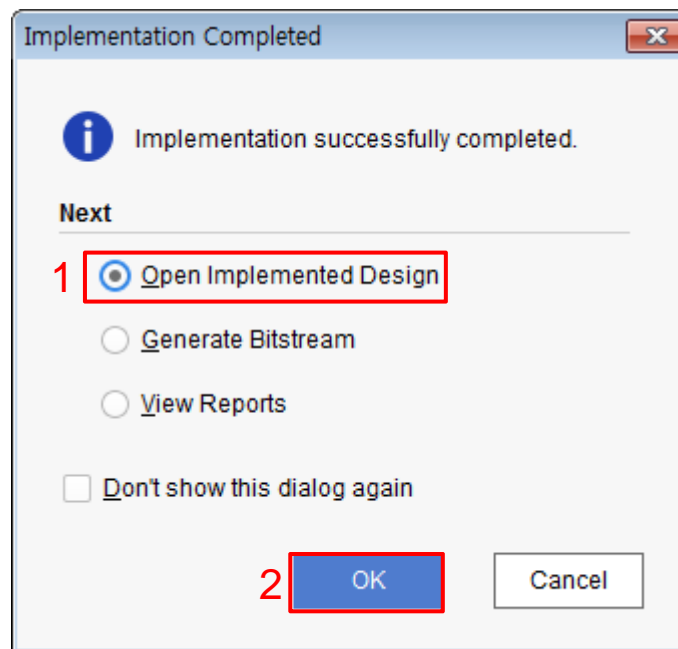 Implementation Completed
Implementation successfully completed.
Next
1 Open Implemented Design
Generate Bitstream
View Reports
Don't show this dialog again
2 OK Cancel